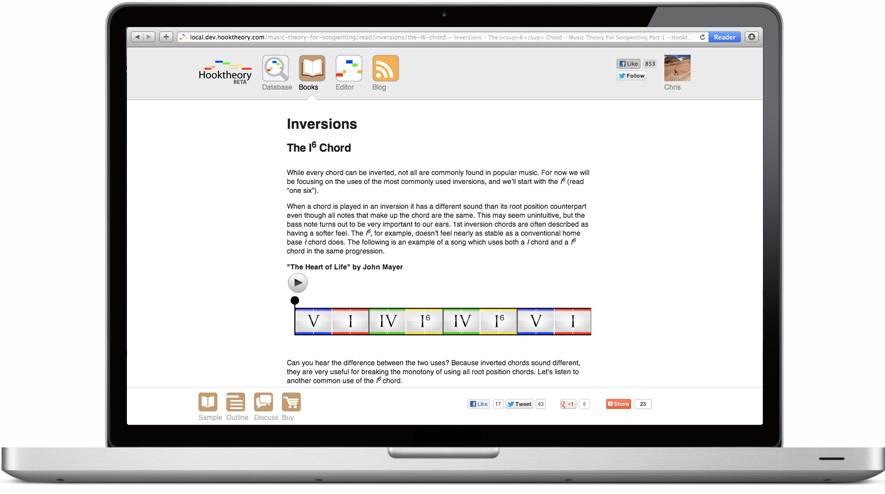 local.dev.hooktheory.com/music-theory-for-songwriting/read/inversions/the-I6-chord — Inversions – The I<sup>6</sup> Chord – Music Theory For Songwriting Part 1 – Hookt...
Reader
Hooktheory
BETA
Database
Books
Editor
Blog
Like
853
Follow
Chris
Inversions
The I⁶ Chord
While every chord can be inverted, not all are commonly found in popular music. For now we will
be focusing on the uses of the most commonly used inversions, and we'll start with the I⁶ (read
"one six").
When a chord is played in an inversion it has a different sound than its root position counterpart
even though all notes that make up the chord are the same. This may seem unintuitive, but the
bass note turns out to be very important to our ears. 1st inversion chords are often described as
having a softer feel. The I⁶, for example, doesn't feel nearly as stable as a conventional home
base I chord does. The following is an example of a song which uses both a I chord and a I⁶
chord in the same progression.
"The Heart of Life" by John Mayer
V I IV I⁶ IV I⁶ V I
Can you hear the difference between the two uses? Because inverted chords sound different,
they are very useful for breaking the monotony of using all root position chords. Let's listen to
another common use of the I⁶ chord.
Sample
Outline
Discuss
Buy
Like
17
Tweet
43
+1
8
Share
23